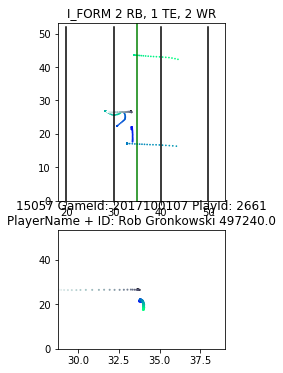 I_FORM 2 RB, 1 TE, 2 WR
50
40
30
20
10
0
20 30 40 50
15057 GameId: 2017100107 PlayId: 2661
PlayerName + ID: Rob Gronkowski 497240.0
40
20
0
30.0 32.5 35.0 37.5